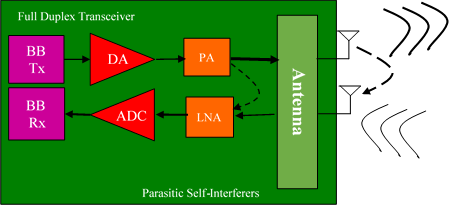 Full Duplex Transceiver
BB
Tx
DA
PA
BB
Rx
ADC
LNA
Antenna
Parasitic Self-Interferers